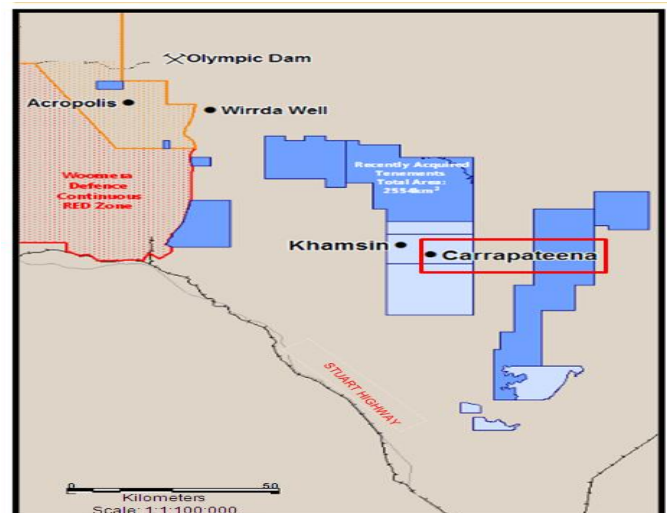 Olympic Dam
Acropolis
Wirrda Well
Recently Acquired
Tenements
Total Area:
2554km²
Woomera
Defence
Continuous
RED Zone
Khamsin
Carrapateena
STUART HIGHWAY
0 50
Kilometers
Scale: 1:1:100:000